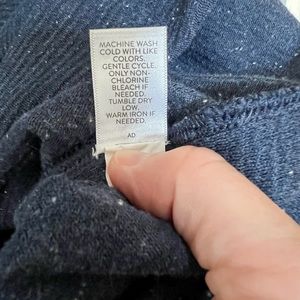 MACHINE WASH
COLD WITH LIKE
COLORS.
GENTLE CYCLE.
ONLY NON-
CHLORINE
BLEACH IF
NEEDED.
TUMBLE DRY
LOW.
WARM IRON IF
NEEDED.
AD